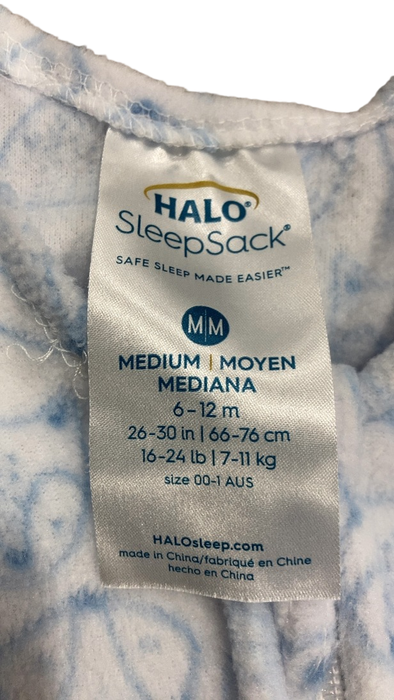 HALO®
SleepSack®
SAFE SLEEP MADE EASIER™
M|M
MEDIUM | MOYEN
MEDIANA
6-12 m
26-30 in | 66-76 cm
16-24 lb | 7-11 kg
size 00-1 AUS
HALOsleep.com
made in China/fabriqué en Chine
hecho en China